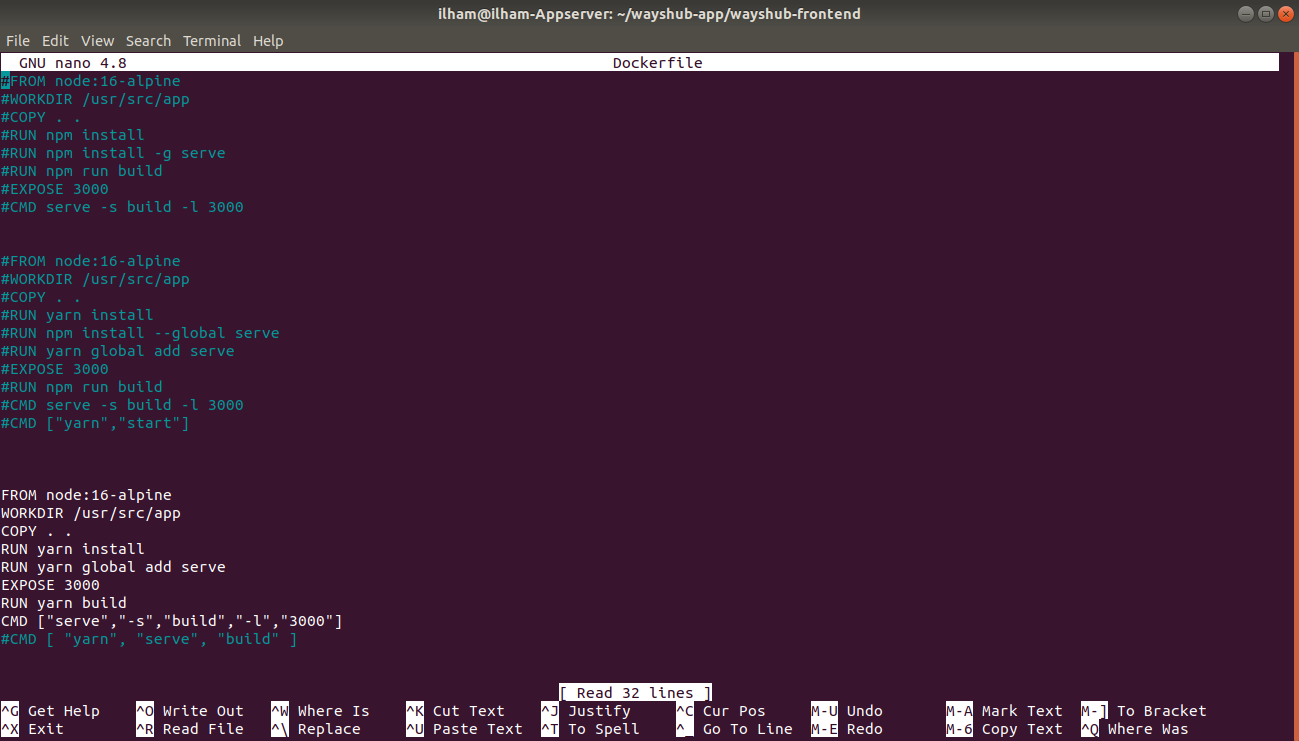 ilham@ilham-Appserver: ~/wayshub-app/wayshub-frontend
File Edit View Search Terminal Help
GNU nano 4.8 Dockerfile
#FROM node:16-alpine
#WORKDIR /usr/src/app
#COPY . .
#RUN npm install
#RUN npm install -g serve
#RUN npm run build
#EXPOSE 3000
#CMD serve -s build -l 3000
#FROM node:16-alpine
#WORKDIR /usr/src/app
#COPY . .
#RUN yarn install
#RUN npm install --global serve
#RUN yarn global add serve
#EXPOSE 3000
#RUN npm run build
#CMD serve -s build -l 3000
#CMD ["yarn","start"]
FROM node:16-alpine
WORKDIR /usr/src/app
COPY . .
RUN yarn install
RUN yarn global add serve
EXPOSE 3000
RUN yarn build
CMD ["serve","-s","build","-l","3000"]
#CMD [ "yarn", "serve", "build" ]
[ Read 32 lines ]
^G Get Help ^O Write Out ^W Where Is ^K Cut Text ^J Justify ^C Cur Pos M-U Undo M-A Mark Text M-] To Bracket
^X Exit ^R Read File ^\ Replace ^U Paste Text ^T To Spell ^_ Go To Line M-E Redo M-6 Copy Text ^Q Where Was